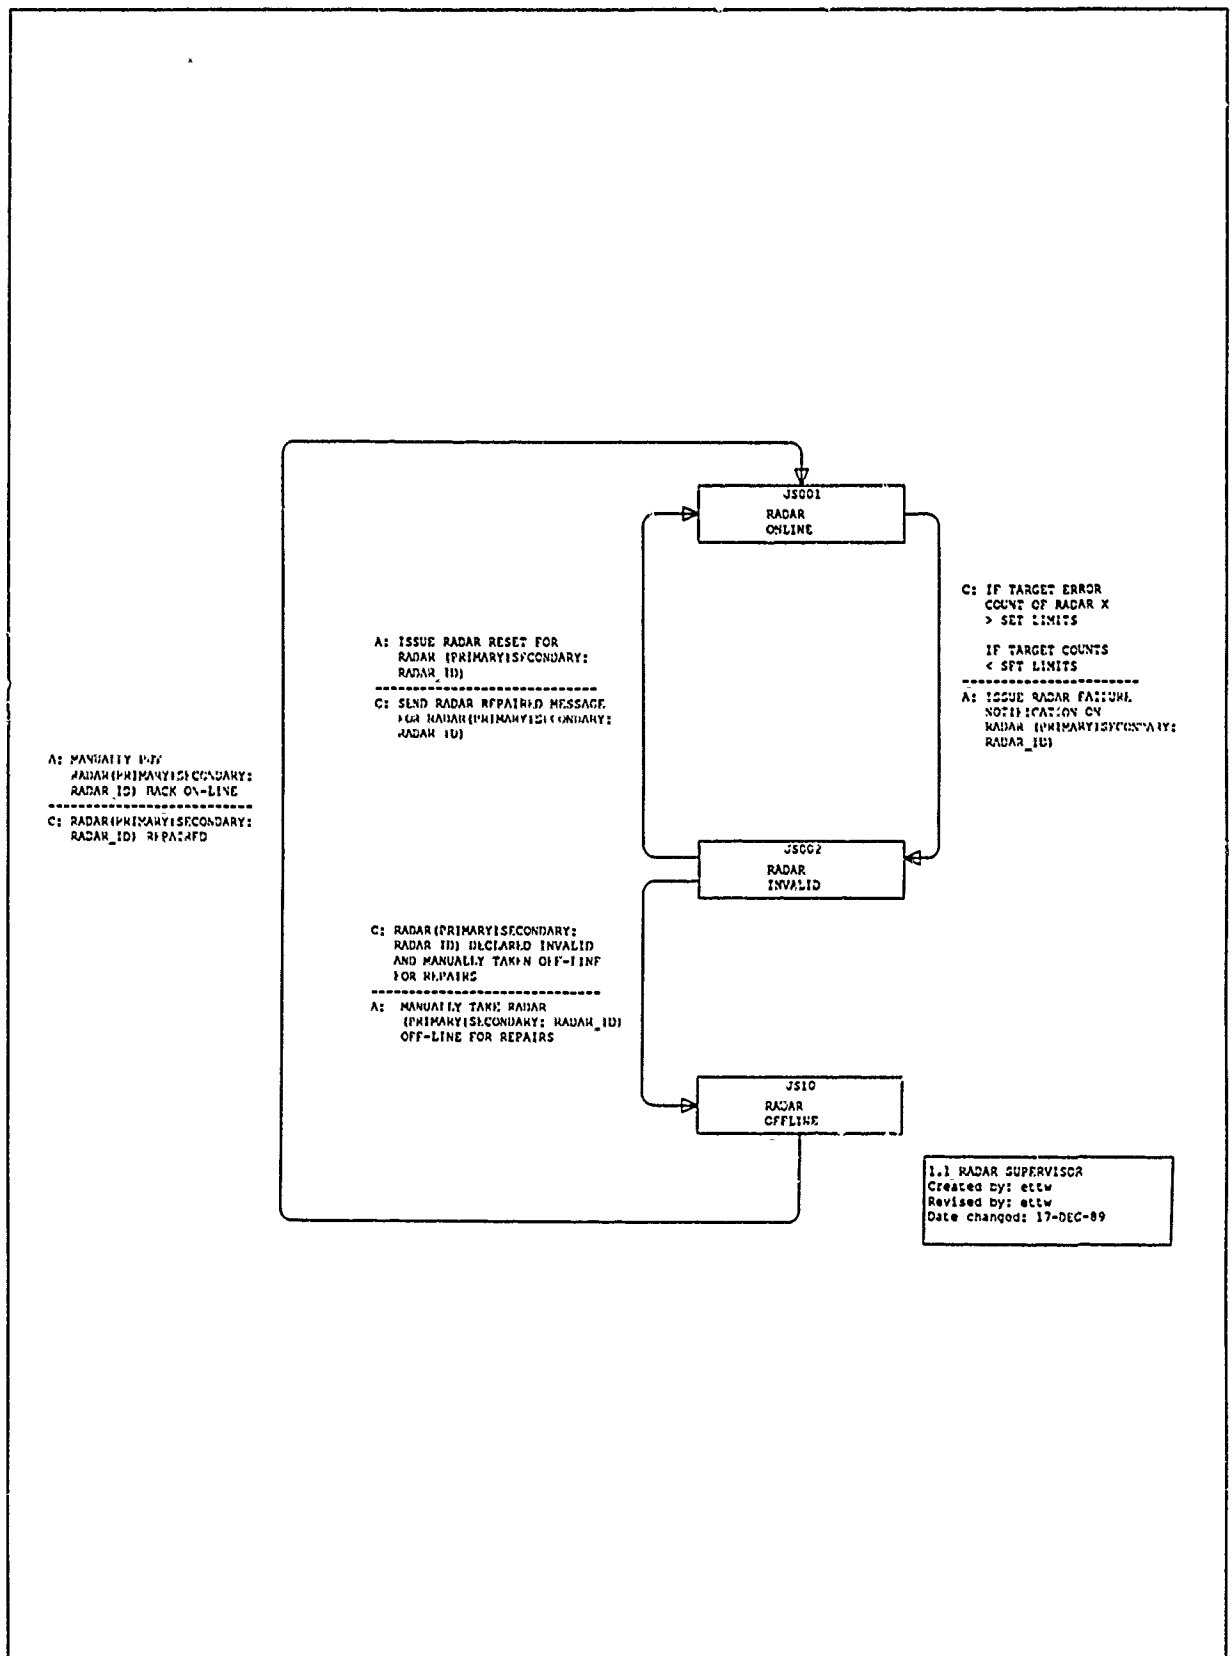 JS001
RADAR
ONLINE
C: IF TARGET ERROR
COUNT OF RADAR X
> SET LIMITS
IF TARGET COUNTS
< SET LIMITS
A: ISSUE RADAR FAILURE
NOTIFICATION ON
RADAR (PRIMARY|SECONDARY:
RADAR_ID)
A: ISSUE RADAR RESET FOR
RADAR (PRIMARY|SECONDARY:
RADAR_ID)
C: SEND RADAR REPAIRED MESSAGE
FOR RADAR(PRIMARY|SECONDARY:
RADAR ID)
A: MANUALLY PUT
RADAR(PRIMARY|SECONDARY:
RADAR_ID) BACK ON-LINE
C: RADAR(PRIMARY|SECONDARY:
RADAR_ID) REPAIRED
JS002
RADAR
INVALID
C: RADAR(PRIMARY|SECONDARY:
RADAR ID) DECLARED INVALID
AND MANUALLY TAKEN OFF-LINE
FOR REPAIRS
A: MANUALLY TAKE RADAR
(PRIMARY|SECONDARY: RADAR_ID)
OFF-LINE FOR REPAIRS
JS10
RADAR
OFFLINE
1.1 RADAR SUPERVISOR
Created by: ettw
Revised by: ettw
Date changed: 17-DEC-89